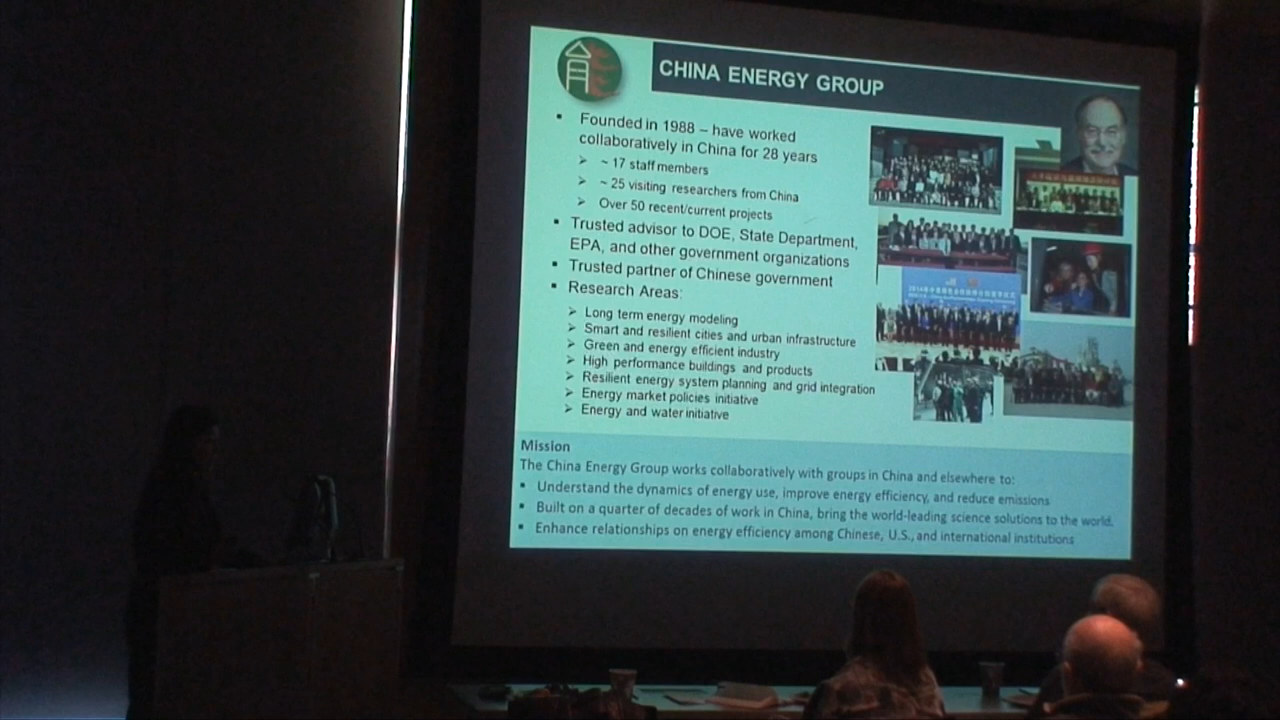 CHINA ENERGY GROUP
▪ Founded in 1988 – have worked
collaboratively in China for 28 years
➢ ~ 17 staff members
➢ ~ 25 visiting researchers from China
➢ Over 50 recent/current projects
▪ Trusted advisor to DOE, State Department,
EPA, and other government organizations
▪ Trusted partner of Chinese government
▪ Research Areas:
➢ Long term energy modeling
➢ Smart and resilient cities and urban infrastructure
➢ Green and energy efficient industry
➢ High performance buildings and products
➢ Resilient energy system planning and grid integration
➢ Energy market policies initiative
➢ Energy and water initiative
Mission
The China Energy Group works collaboratively with groups in China and elsewhere to:
▪ Understand the dynamics of energy use, improve energy efficiency, and reduce emissions
▪ Built on a quarter of decades of work in China, bring the world-leading science solutions to the world.
▪ Enhance relationships on energy efficiency among Chinese, U.S., and international institutions